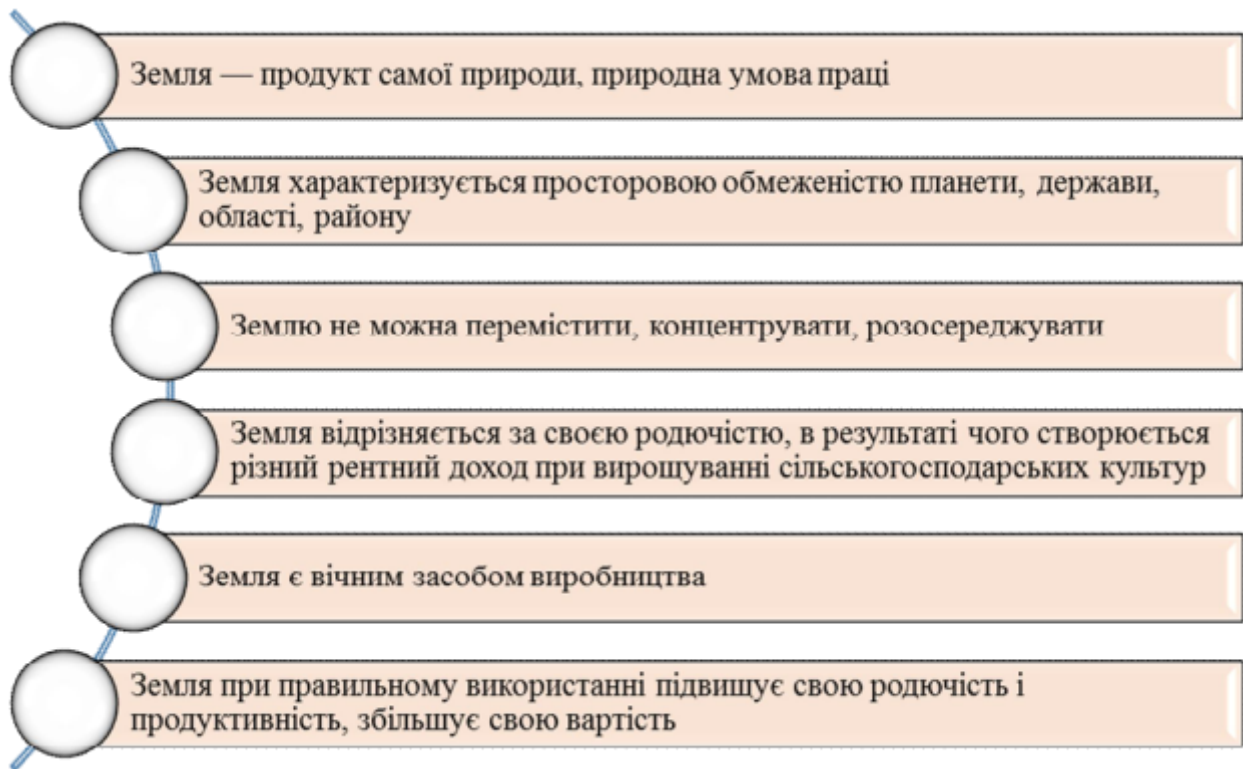 Земля — продукт самої природи, природна умова праці
Земля характеризується просторовою обмеженістю планети, держави,
області, району
Землю не можна перемістити, концентрувати, розосереджувати
Земля відрізняється за своєю родючістю, в результаті чого створюється
різний рентний доход при вирощуванні сільськогосподарських культур
Земля є вічним засобом виробництва
Земля при правильному використанні підвищує свою родючість і
продуктивність, збільшує свою вартість